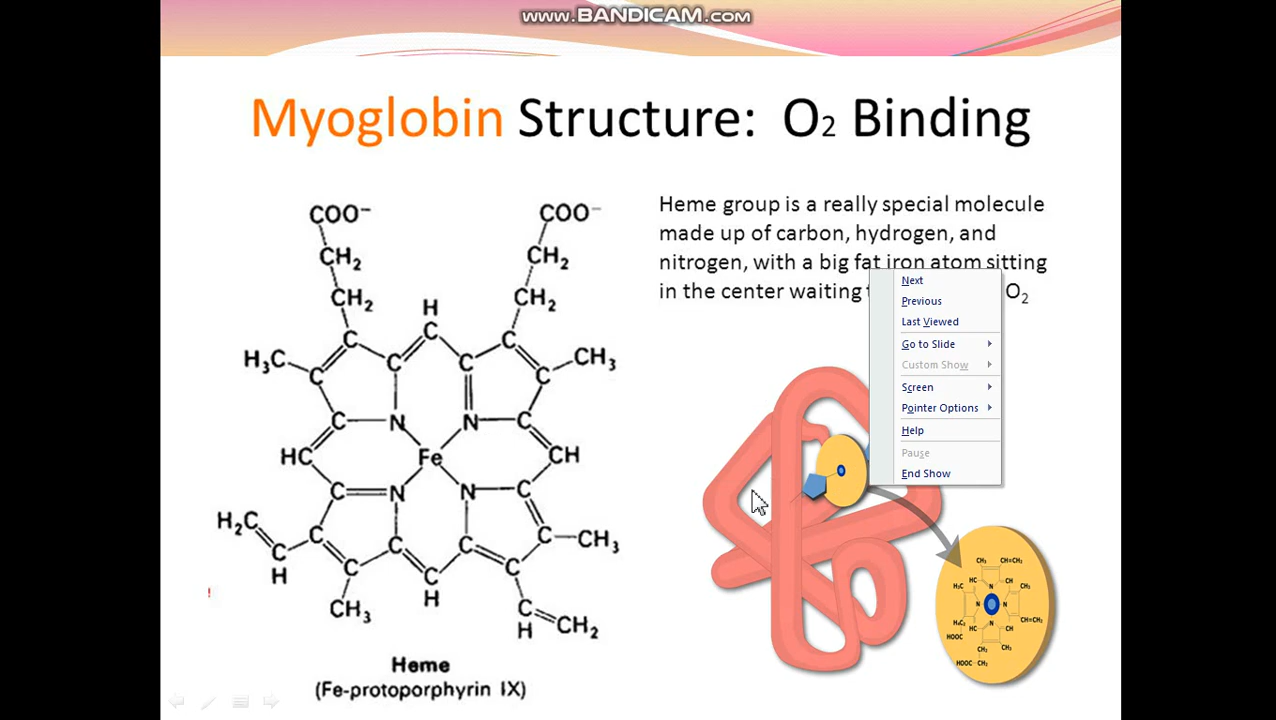 www.BANDICAM.com
Myoglobin Structure: O₂ Binding
Heme group is a really special molecule
made up of carbon, hydrogen, and
nitrogen, with a big fat iron atom sitting
in the center waiting O₂
Next
Previous
Last Viewed
Go to Slide
Custom Show
Screen
Pointer Options
Help
Pause
End Show
COO⁻ COO⁻
CH₂ CH₂
CH₂ CH₂
H
C
H₃C C C C C CH₃
C C
C N N C
HC Fe CH
C N N C
H₂C C C CH₃
C C C C
H C C
H
CH₃ C CH₂
H
Heme
(Fe-protoporphyrin IX)
!
CH₃ CH=CH₂
H₃C HC CH CH₃
N
N N
N
H₃C HC CH CH=CH₂
HOOC CH₃ CH₃
HOOC CH₂